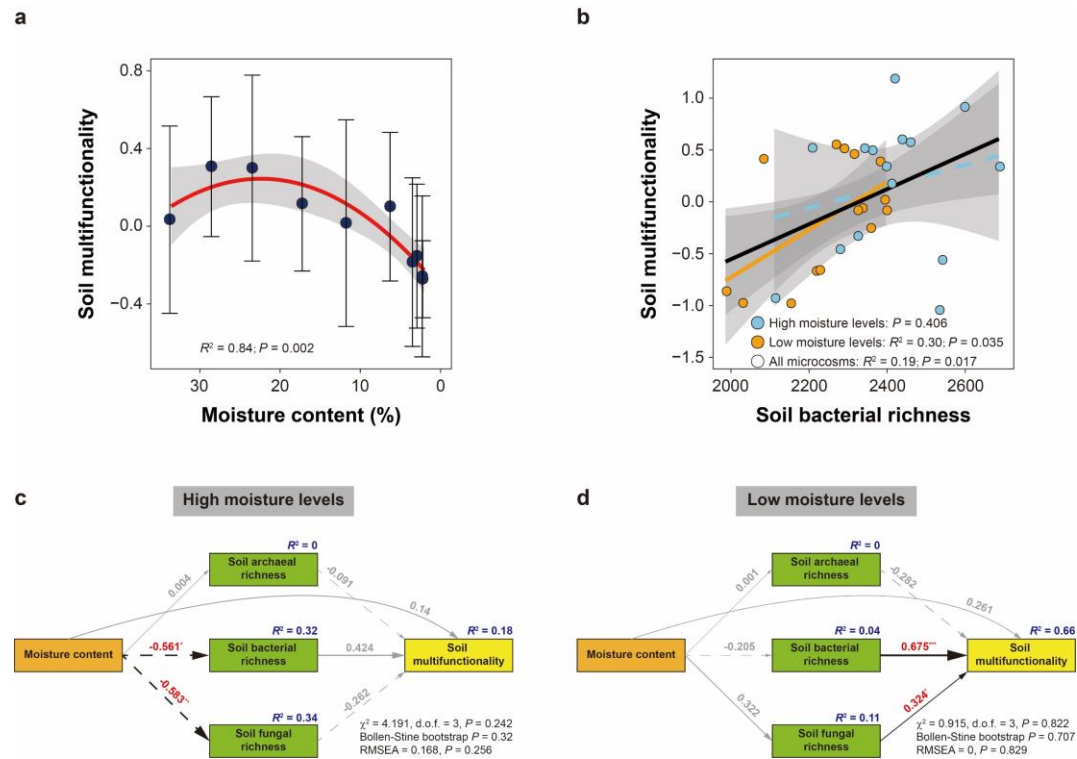 a
Soil multifunctionality
0.8
0.4
0.0
−0.4
R² = 0.84; P = 0.002
30
20
10
0
Moisture content (%)
b
Soil multifunctionality
1.0
0.5
0.0
−0.5
−1.0
−1.5
High moisture levels: P = 0.406
Low moisture levels: R² = 0.30; P = 0.035
All microcosms: R² = 0.19; P = 0.017
2000
2200
2400
2600
Soil bacterial richness
c
High moisture levels
R² = 0
Soil archaeal
richness
0.004
-0.091
0.14
Moisture content
-0.561*
R² = 0.32
Soil bacterial
richness
0.424
R² = 0.18
Soil
multifunctionality
-0.583**
-0.262
R² = 0.34
Soil fungal
richness
χ² = 4.191, d.o.f. = 3, P = 0.242
Bollen-Stine bootstrap P = 0.32
RMSEA = 0.168, P = 0.256
d
Low moisture levels
R² = 0
Soil archaeal
richness
0.001
-0.282
0.261
Moisture content
-0.205
R² = 0.04
Soil bacterial
richness
0.675***
R² = 0.66
Soil
multifunctionality
0.322
0.324*
R² = 0.11
Soil fungal
richness
χ² = 0.915, d.o.f. = 3, P = 0.822
Bollen-Stine bootstrap P = 0.707
RMSEA = 0, P = 0.829